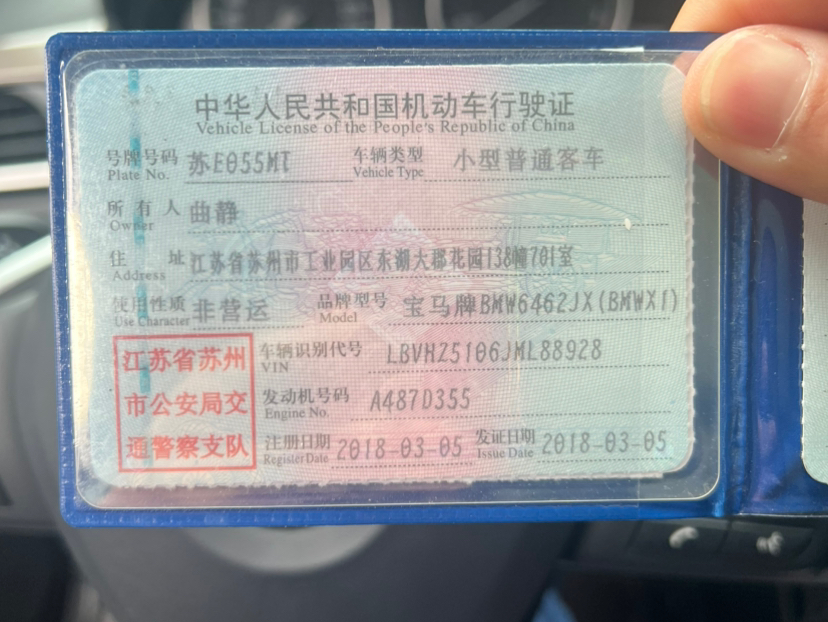 中华人民共和国机动车行驶证
Vehicle License of the People's Republic of China
号牌号码 苏E055MT 车辆类型 小型普通客车
Plate No. Vehicle Type
所有人 曲静
Owner
住址 江苏省苏州市工业园区东湖大郡花园138幢701室
Address
使用性质 非营运 品牌型号 宝马牌BMW6462JX(BMWX1)
Use Character Model
江苏省苏州 车辆识别代号 LBVHZ5106JML88928
VIN
市公安局交 发动机号码 A487D355
Engine No.
通警察支队 注册日期 2018-03-05 发证日期 2018-03-05
Register Date Issue Date